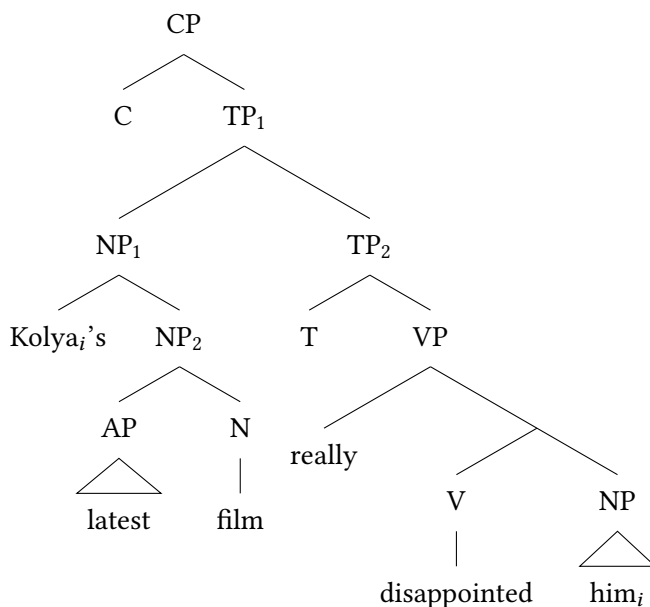 CP
C TP₁
NP₁ TP₂
Kolyaᵢ’s NP₂ T VP
AP N really
latest film V NP
disappointed himᵢ